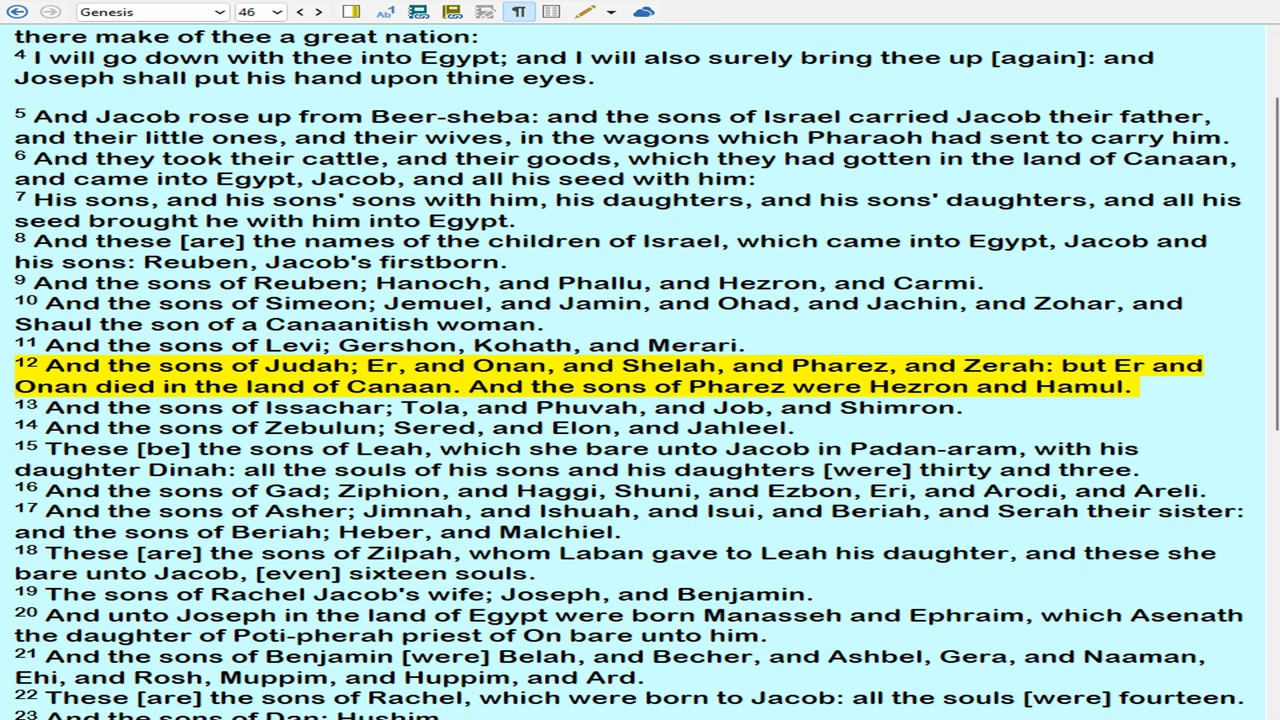 Genesis 46
there make of thee a great nation:
4 I will go down with thee into Egypt; and I will also surely bring thee up [again]: and
Joseph shall put his hand upon thine eyes.
5 And Jacob rose up from Beer-sheba: and the sons of Israel carried Jacob their father,
and their little ones, and their wives, in the wagons which Pharaoh had sent to carry him.
6 And they took their cattle, and their goods, which they had gotten in the land of Canaan,
and came into Egypt, Jacob, and all his seed with him:
7 His sons, and his sons' sons with him, his daughters, and his sons' daughters, and all his
seed brought he with him into Egypt.
8 And these [are] the names of the children of Israel, which came into Egypt, Jacob and
his sons: Reuben, Jacob's firstborn.
9 And the sons of Reuben; Hanoch, and Phallu, and Hezron, and Carmi.
10 And the sons of Simeon; Jemuel, and Jamin, and Ohad, and Jachin, and Zohar, and
Shaul the son of a Canaanitish woman.
11 And the sons of Levi; Gershon, Kohath, and Merari.
12 And the sons of Judah; Er, and Onan, and Shelah, and Pharez, and Zerah: but Er and
Onan died in the land of Canaan. And the sons of Pharez were Hezron and Hamul.
13 And the sons of Issachar; Tola, and Phuvah, and Job, and Shimron.
14 And the sons of Zebulun; Sered, and Elon, and Jahleel.
15 These [be] the sons of Leah, which she bare unto Jacob in Padan-aram, with his
daughter Dinah: all the souls of his sons and his daughters [were] thirty and three.
16 And the sons of Gad; Ziphion, and Haggi, Shuni, and Ezbon, Eri, and Arodi, and Areli.
17 And the sons of Asher; Jimnah, and Ishuah, and Isui, and Beriah, and Serah their sister:
and the sons of Beriah; Heber, and Malchiel.
18 These [are] the sons of Zilpah, whom Laban gave to Leah his daughter, and these she
bare unto Jacob, [even] sixteen souls.
19 The sons of Rachel Jacob's wife; Joseph, and Benjamin.
20 And unto Joseph in the land of Egypt were born Manasseh and Ephraim, which Asenath
the daughter of Poti-pherah priest of On bare unto him.
21 And the sons of Benjamin [were] Belah, and Becher, and Ashbel, Gera, and Naaman,
Ehi, and Rosh, Muppim, and Huppim, and Ard.
22 These [are] the sons of Rachel, which were born to Jacob: all the souls [were] fourteen.
23 And the sons of Dan; Hushim.